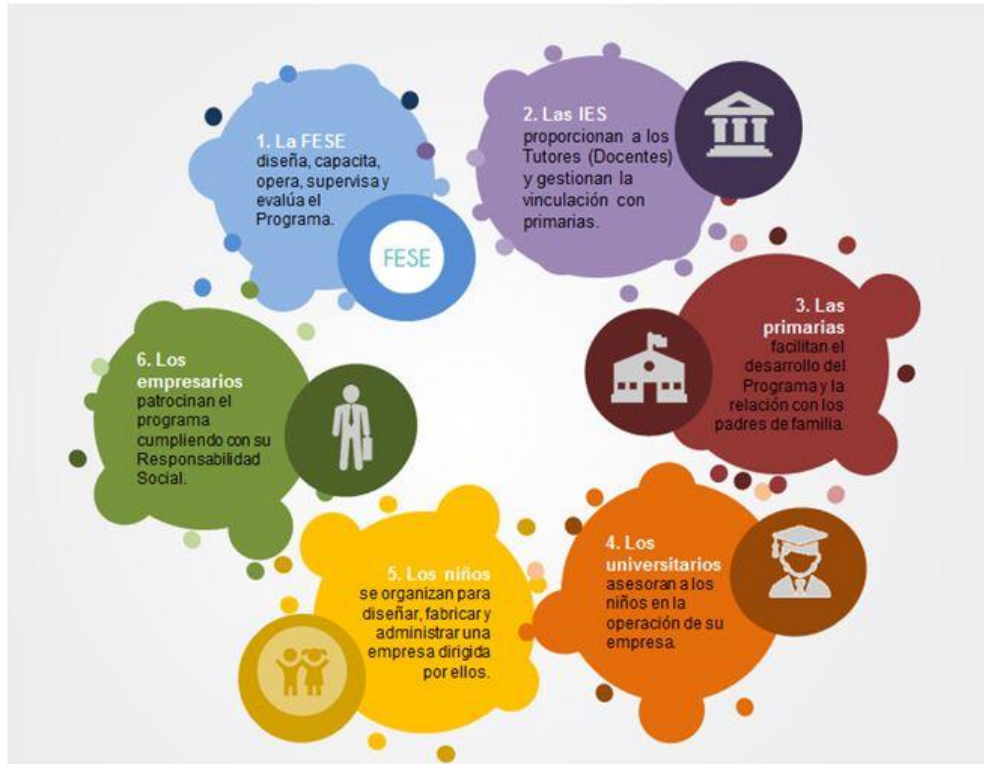 1. La FESE
diseña, capacita,
opera, supervisa y
evalúa el
Programa.
FESE
2. Las IES
proporcionan a los
Tutores (Docentes)
y gestionan la
vinculación con
primarias.
3. Las
primarias
facilitan el
desarrollo del
Programa y la
relación con los
padres de familia.
4. Los
universitarios
asesoran a los
niños en la
operación de su
empresa.
5. Los niños
se organizan para
diseñar, fabricar y
administrar una
empresa dirigida
por ellos.
6. Los
empresarios
patrocinan el
programa
cumpliendo con su
Responsabilidad
Social.